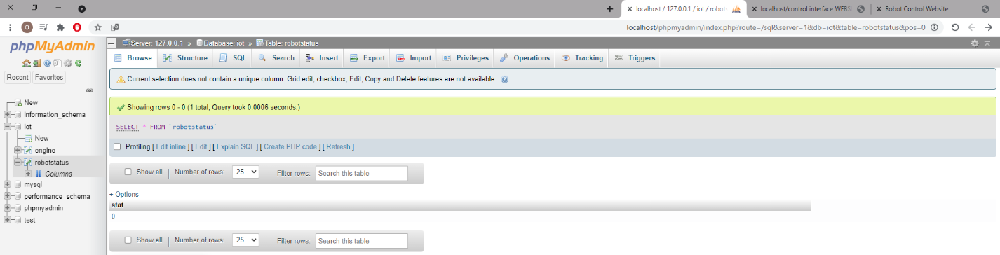 localhost / 127.0.0.1 / iot / robot
localhost/control interface WEBSI
Robot Control Website
O
localhost/phpmyadmin/index.php?route=/sql&server=1&db=iot&table=robotstatus&pos=0
phpMyAdmin
Recent Favorites
New
information_schema
iot
New
engine
robotstatus
Columns
mysql
performance_schema
phpmyadmin
test
Server: 127.0.0.1 » Database: iot » Table: robotstatus
Browse Structure SQL Search Insert Export Import Privileges Operations Tracking Triggers
Current selection does not contain a unique column. Grid edit, checkbox, Edit, Copy and Delete features are not available.
Showing rows 0 - 0 (1 total, Query took 0.0006 seconds.)
SELECT * FROM `robotstatus`
Profiling [ Edit inline ] [ Edit ] [ Explain SQL ] [ Create PHP code ] [ Refresh ]
Show all | Number of rows: 25 Filter rows: Search this table
+ Options
stat
0
Show all | Number of rows: 25 Filter rows: Search this table